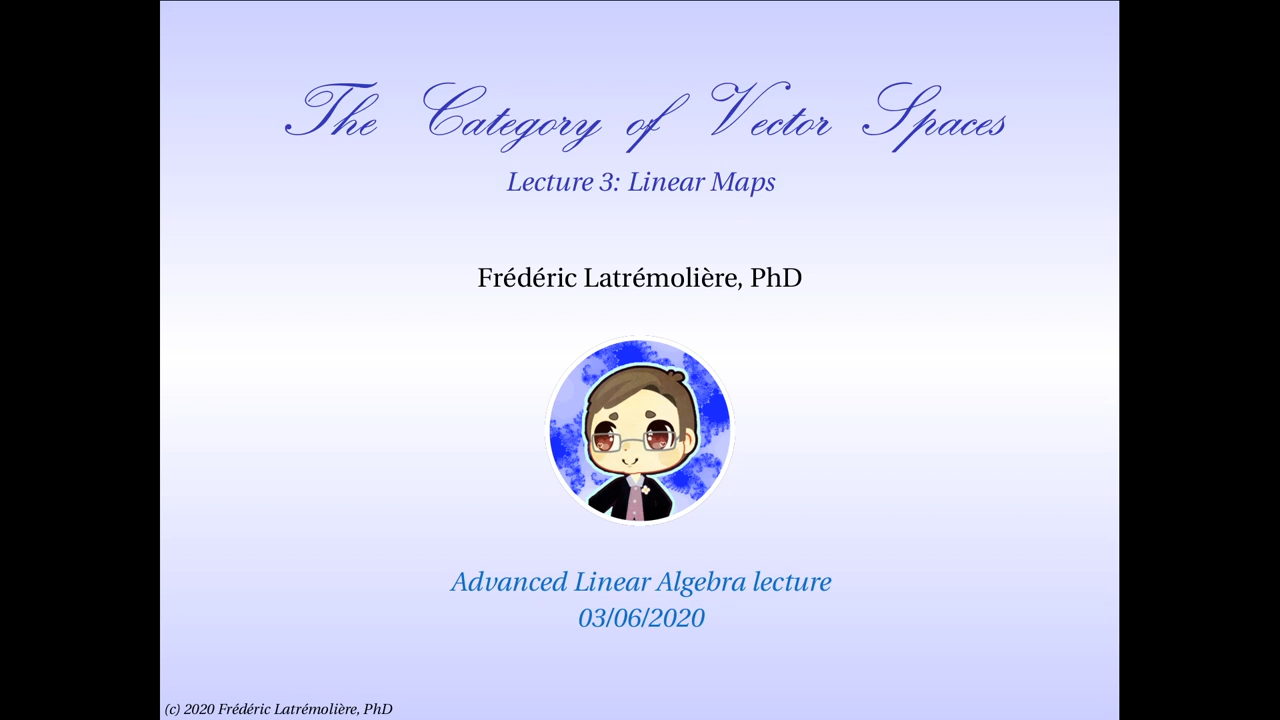 The Category of Vector Spaces
Lecture 3: Linear Maps
Frédéric Latrémolière, PhD
Advanced Linear Algebra lecture
03/06/2020
(c) 2020 Frédéric Latrémolière, PhD